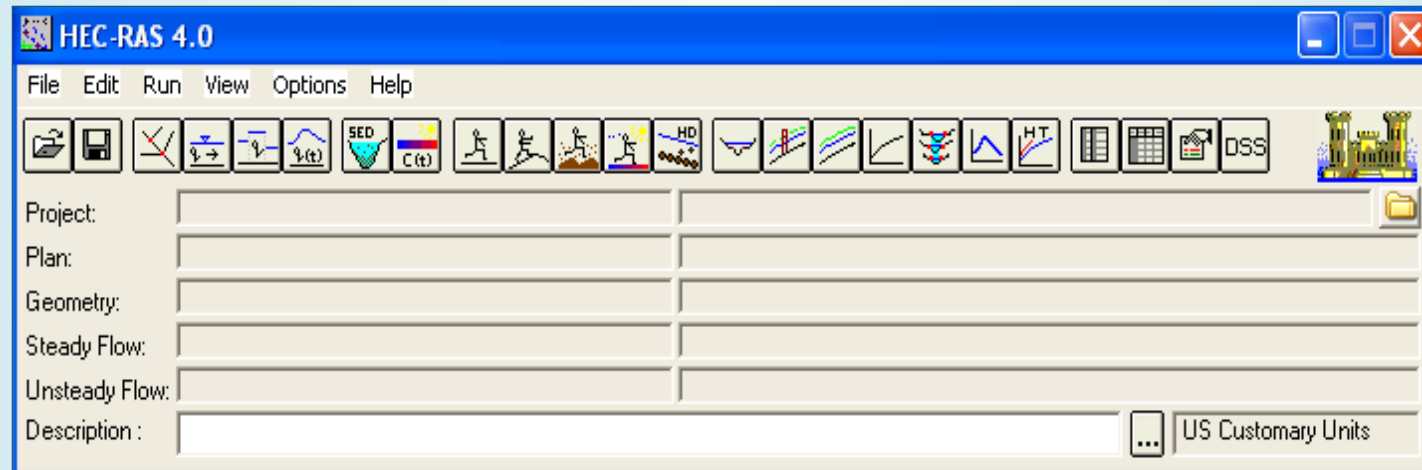 HEC-RAS 4.0
File Edit Run View Options Help
SED C(t) HD HT DSS
Project:
Plan:
Geometry:
Steady Flow:
Unsteady Flow:
Description : ... US Customary Units